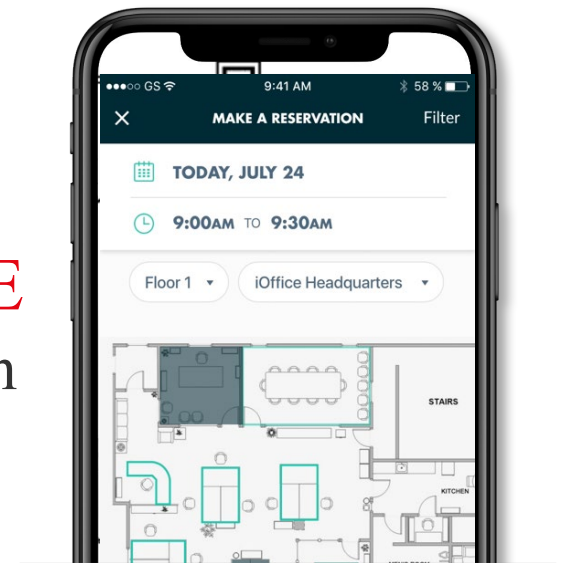 GS 9:41 AM 58 %
MAKE A RESERVATION Filter
TODAY, JULY 24
9:00AM TO 9:30AM
E
Floor 1 iOffice Headquarters
n
STAIRS
KITCHEN